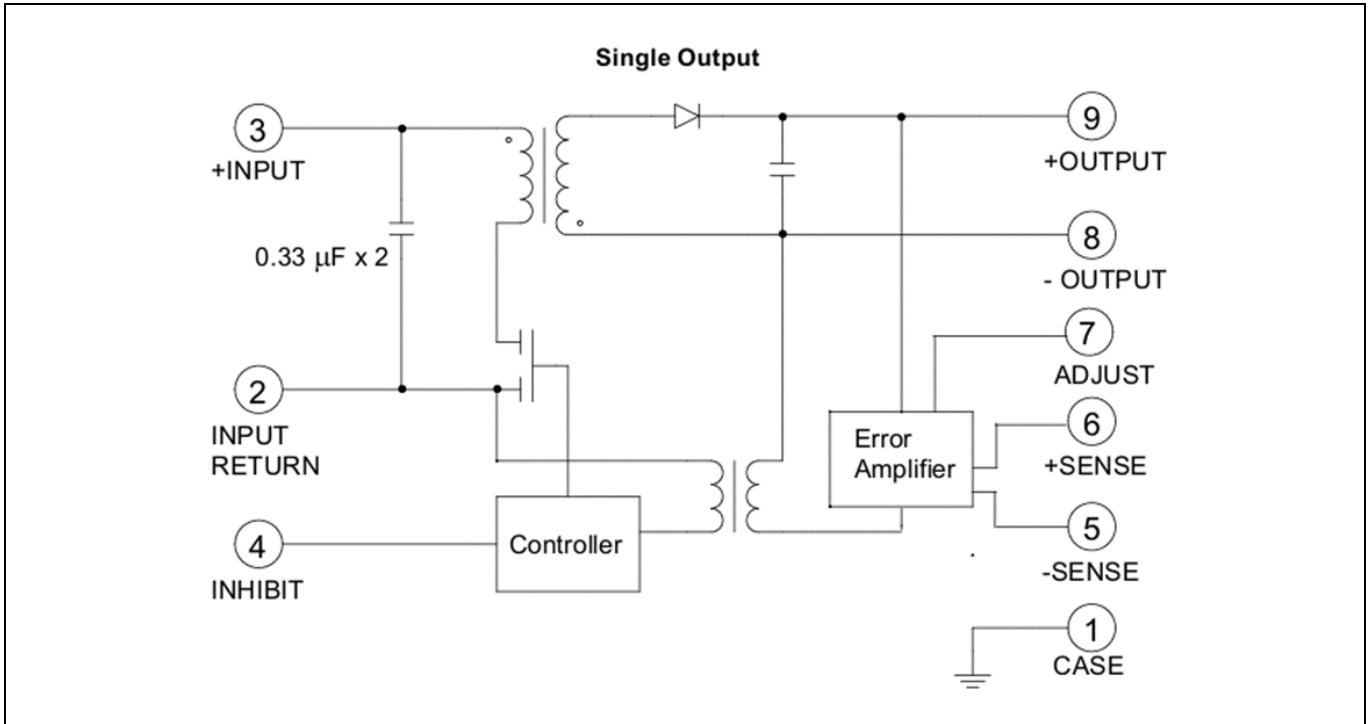 Single Output
3
+INPUT
0.33 μF x 2
2
INPUT
RETURN
4
INHIBIT
Controller
Error
Amplifier
9
+OUTPUT
8
- OUTPUT
7
ADJUST
6
+SENSE
5
-SENSE
1
CASE